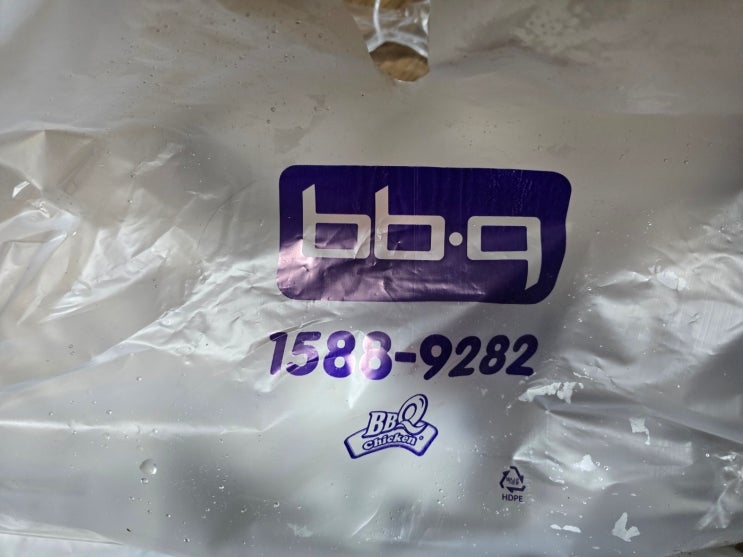 bb·q
1588-9282
BBQ
Chicken
HDPE